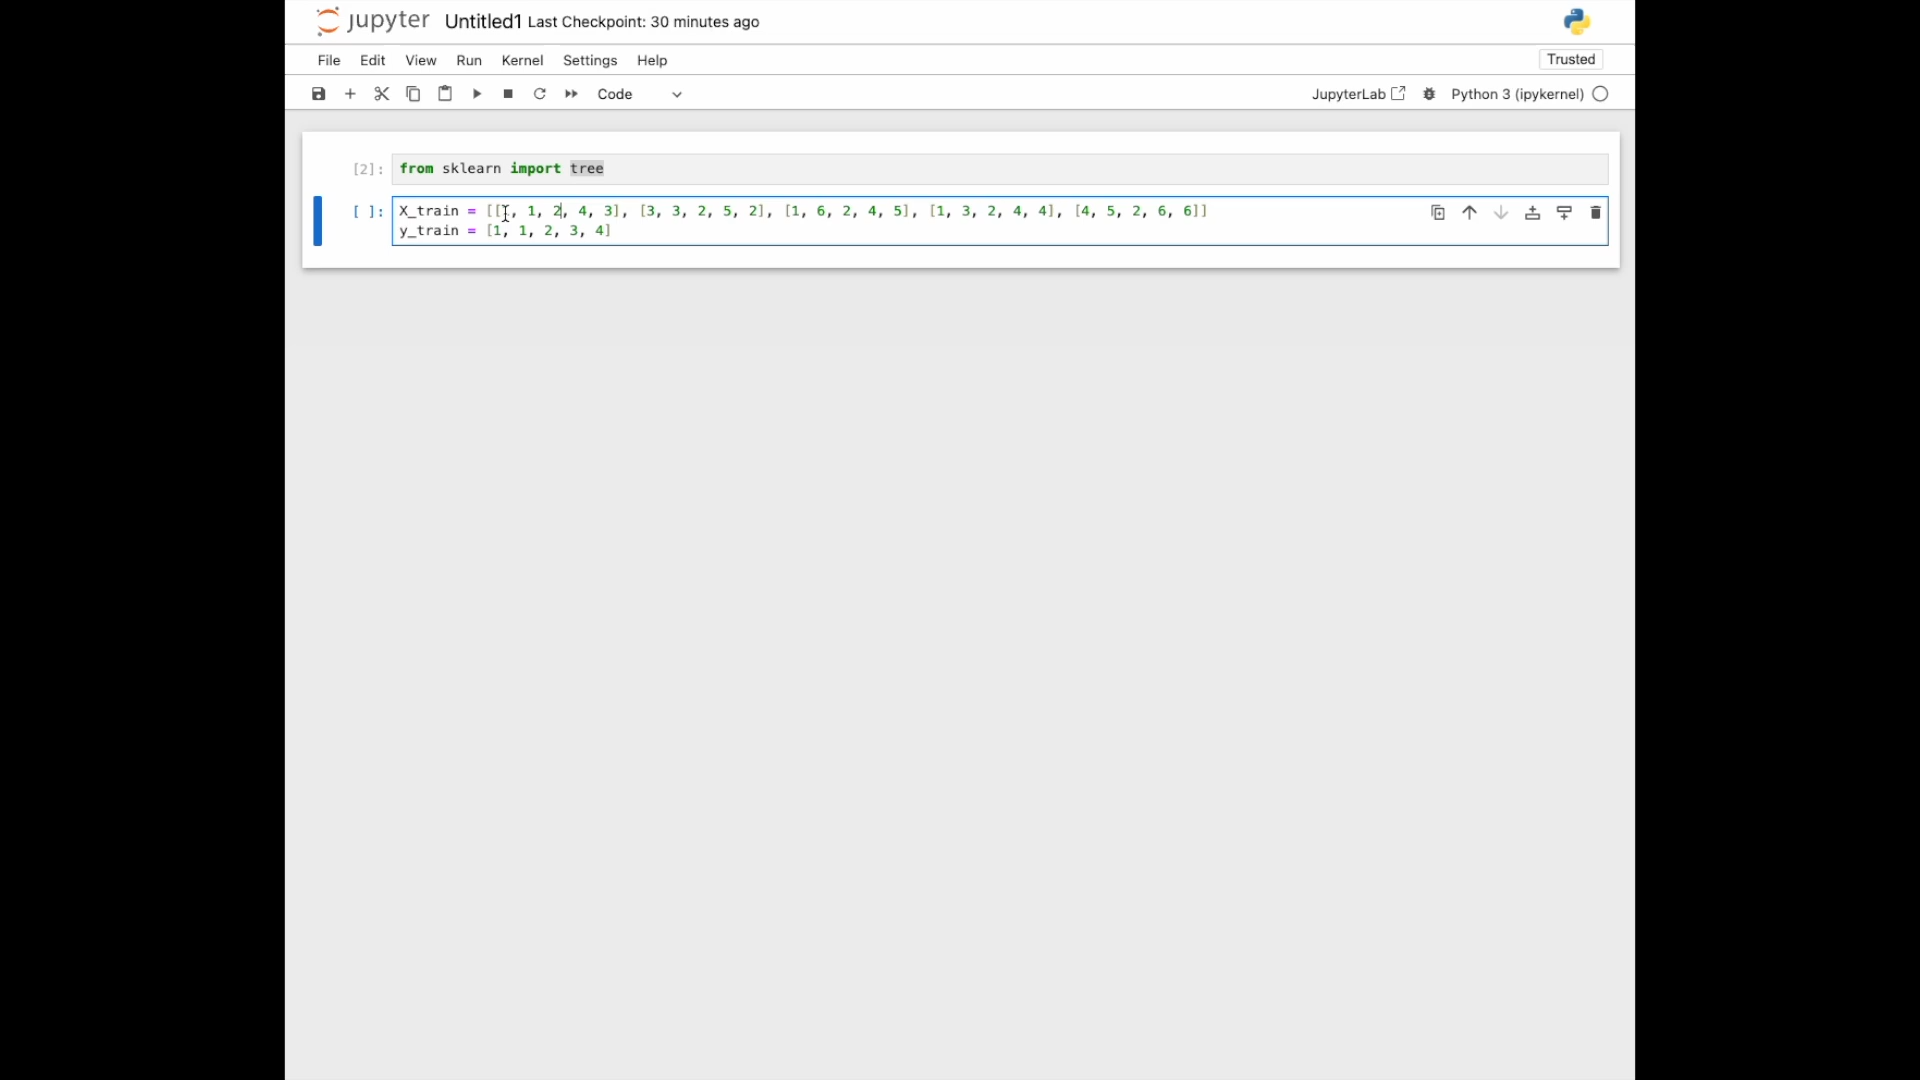 jupyter Untitled1 Last Checkpoint: 30 minutes ago
File Edit View Run Kernel Settings Help Trusted
Code JupyterLab Python 3 (ipykernel)
[2]: from sklearn import tree
[ ]: X_train = [[, 1, 2, 4, 3], [3, 3, 2, 5, 2], [1, 6, 2, 4, 5], [1, 3, 2, 4, 4], [4, 5, 2, 6, 6]]
y_train = [1, 1, 2, 3, 4]